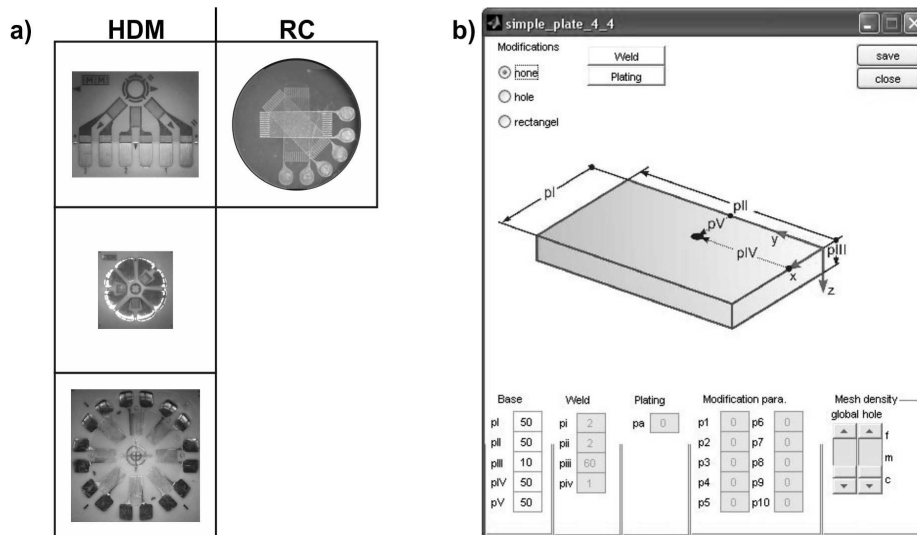 a)
HDM
RC
b)
simple_plate_4_4
Modifications
none
hole
rectangel
Weld
Plating
save
close
pI
pII
pV
pIV
pIII
y
x
z
Base
pI 50
pII 50
pIII 10
pIV 50
pV 50
Weld
pi 2
pii 2
piii 60
piv 1
Plating
pa 0
Modification para.
p1 0 p6 0
p2 0 p7 0
p3 0 p8 0
p4 0 p9 0
p5 0 p10 0
Mesh density
global hole
f
m
c